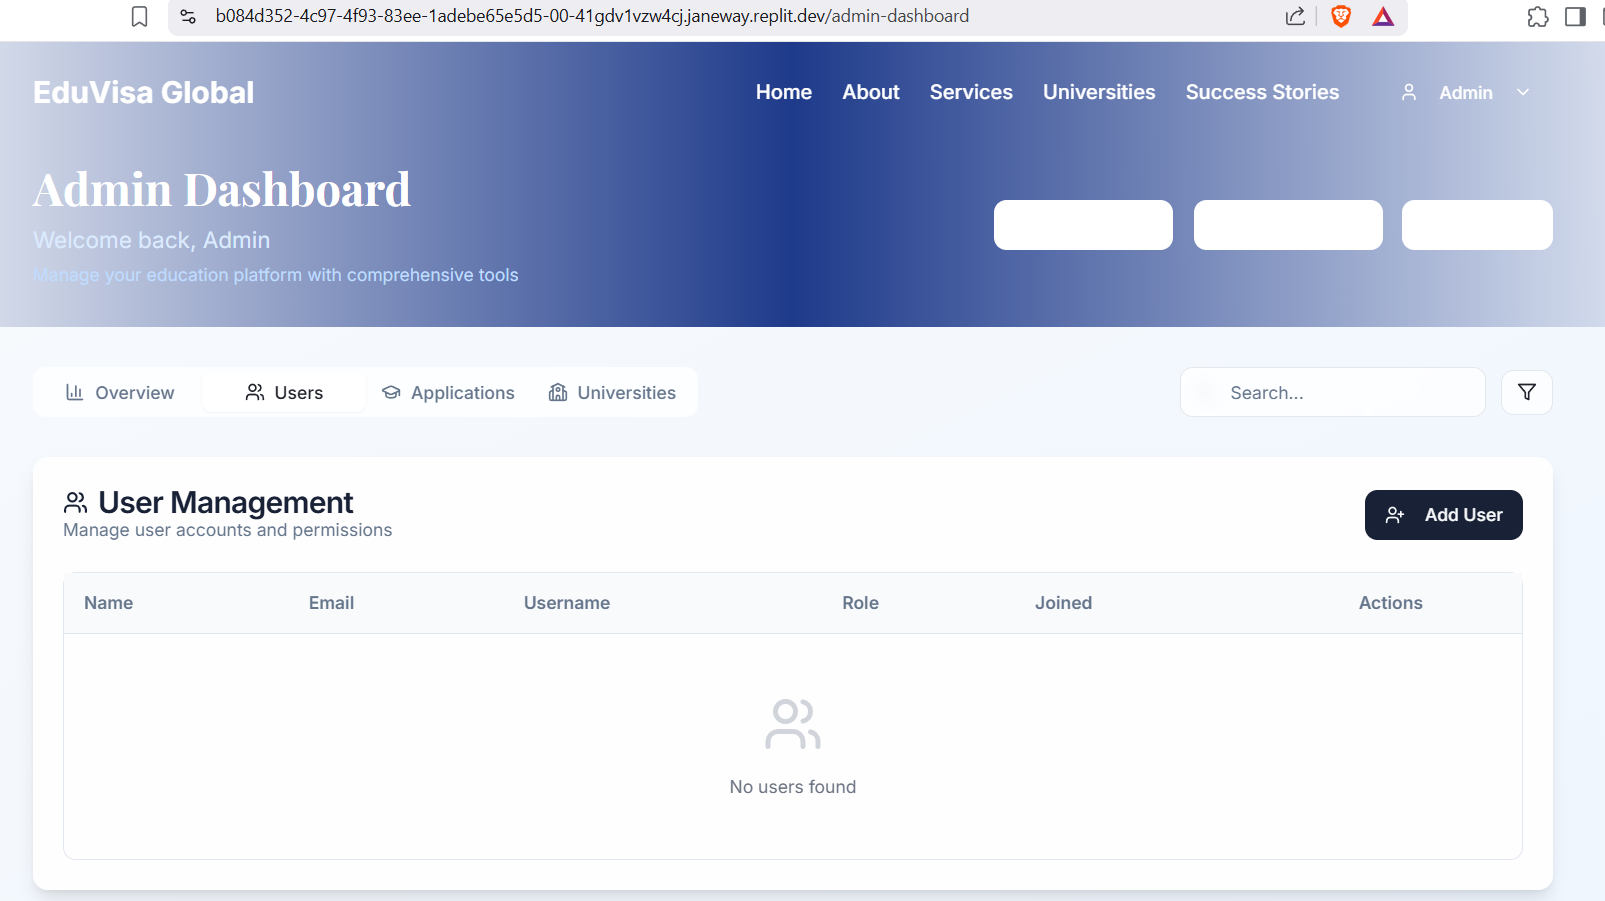 b084d352-4c97-4f93-83ee-1adebe65e5d5-00-41gdv1vzw4cj.janeway.replit.dev/admin-dashboard
EduVisa Global
Home About Services Universities Success Stories Admin
Admin Dashboard
Welcome back, Admin
Manage your education platform with comprehensive tools
Overview Users Applications Universities Search...
User Management
Manage user accounts and permissions
Add User
Name Email Username Role Joined Actions
No users found